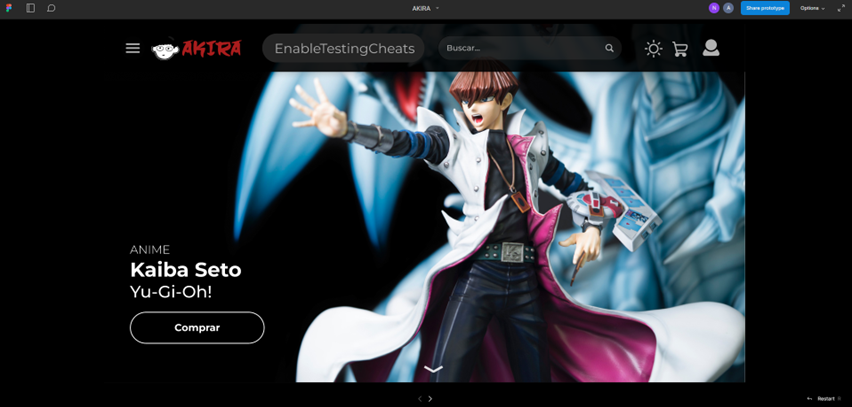 AKIRA
N
A
Share prototype
Options
AKIRA
EnableTestingCheats
Buscar...
ANIME
Kaiba Seto
Yu-Gi-Oh!
Comprar
Restart R